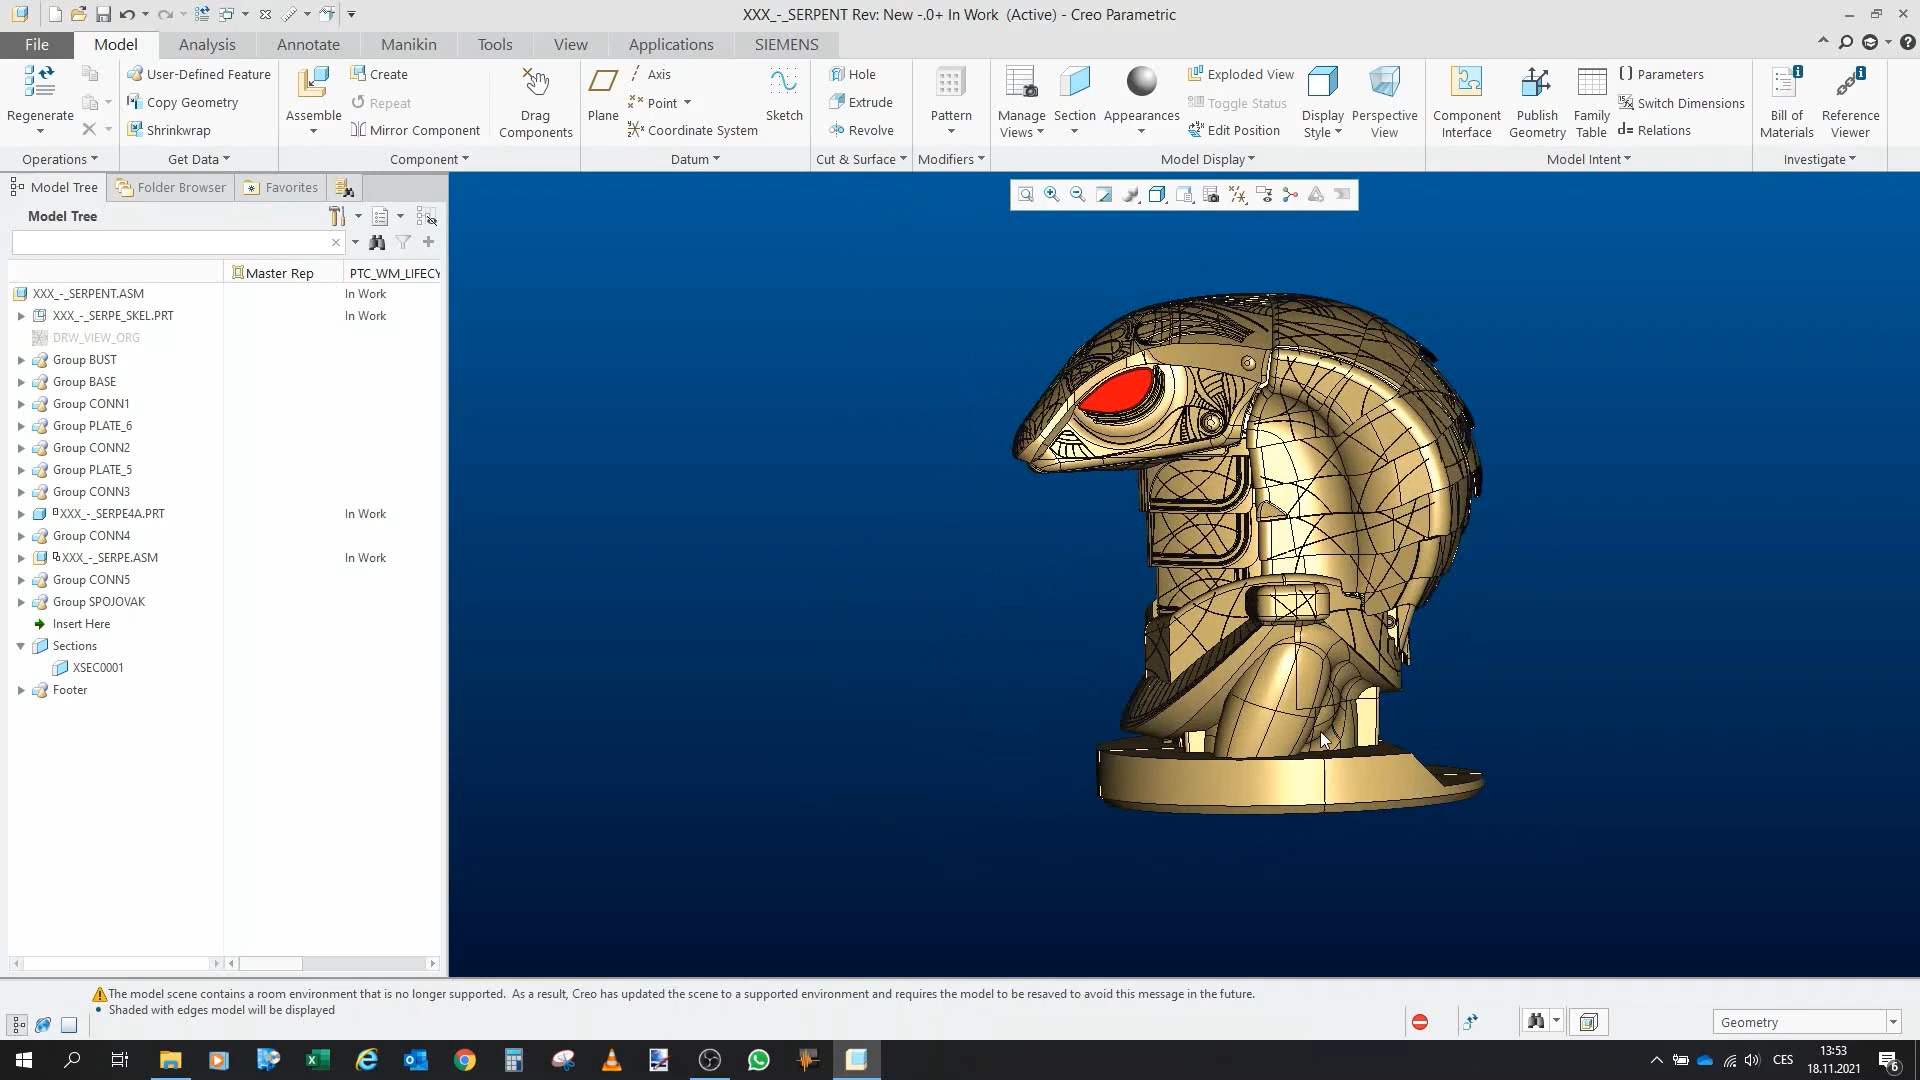 XXX_-_SERPENT Rev: New -.0+ In Work (Active) - Creo Parametric
File Model Analysis Annotate Manikin Tools View Applications SIEMENS
Regenerate
Operations
User-Defined Feature
Copy Geometry
Shrinkwrap
Get Data
Assemble
Create
Repeat
Mirror Component
Drag
Components
Component
Plane
Axis
Point
Coordinate System
Sketch
Datum
Hole
Extrude
Revolve
Cut & Surface
Pattern
Modifiers
Manage
Views
Section
Appearances
Exploded View
Toggle Status
Edit Position
Display
Style
Perspective
View
Model Display
Component
Interface
Publish
Geometry
Family
Table
Parameters
Switch Dimensions
d= Relations
Model Intent
Bill of
Materials
Reference
Viewer
Investigate
Model Tree Folder Browser Favorites
Model Tree
Master Rep PTC_WM_LIFECY
XXX_-_SERPENT.ASM In Work
XXX_-_SERPE_SKEL.PRT In Work
DRW_VIEW_ORG
Group BUST
Group BASE
Group CONN1
Group PLATE_6
Group CONN2
Group PLATE_5
Group CONN3
XXX_-_SERPE4A.PRT In Work
Group CONN4
XXX_-_SERPE.ASM In Work
Group CONN5
Group SPOJOVAK
Insert Here
Sections
XSEC0001
Footer
The model scene contains a room environment that is no longer supported. As a result, Creo has updated the scene to a supported environment and requires the model to be resaved to avoid this message in the future.
• Shaded with edges model will be displayed
Geometry
CES
13:53
18.11.2021
6